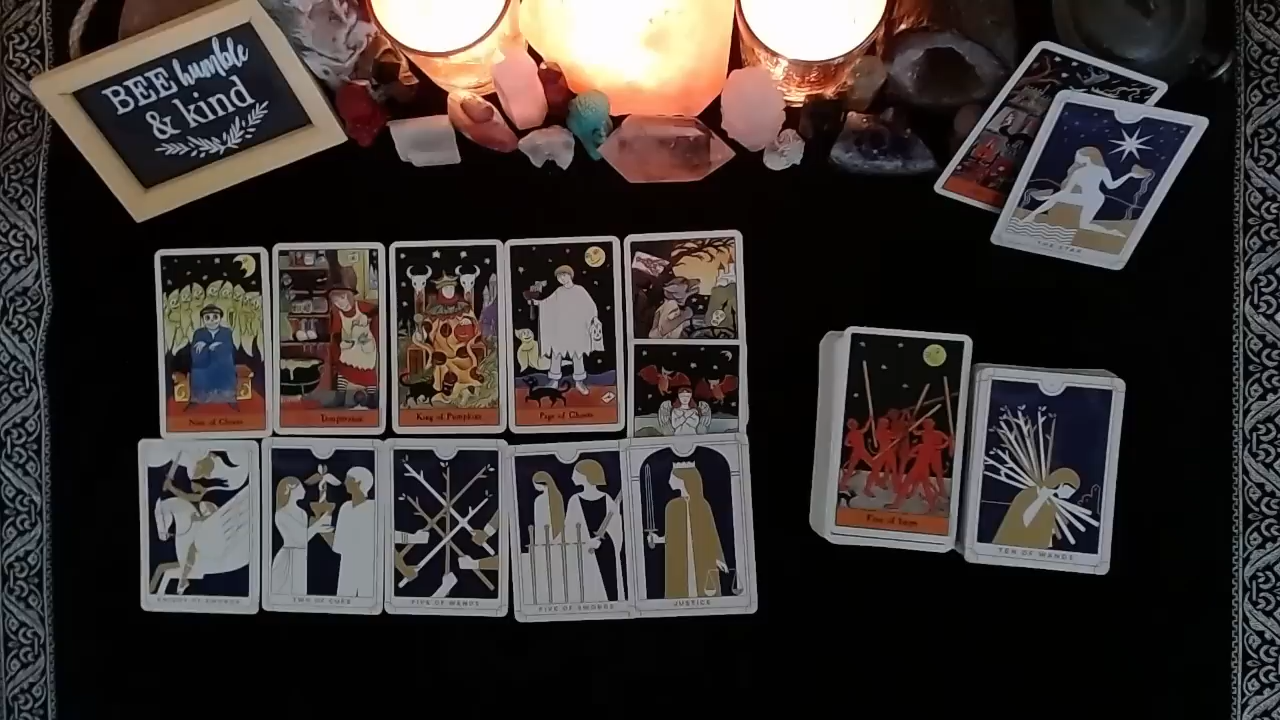 BEE humble
& kind
THE STAR
Nine of Ghosts
Temperance
King of Pumpkins
Page of Ghosts
KNIGHT OF SWORDS
TWO OF CUPS
FIVE OF WANDS
FIVE OF SWORDS
JUSTICE
Five of Imps
TEN OF WANDS